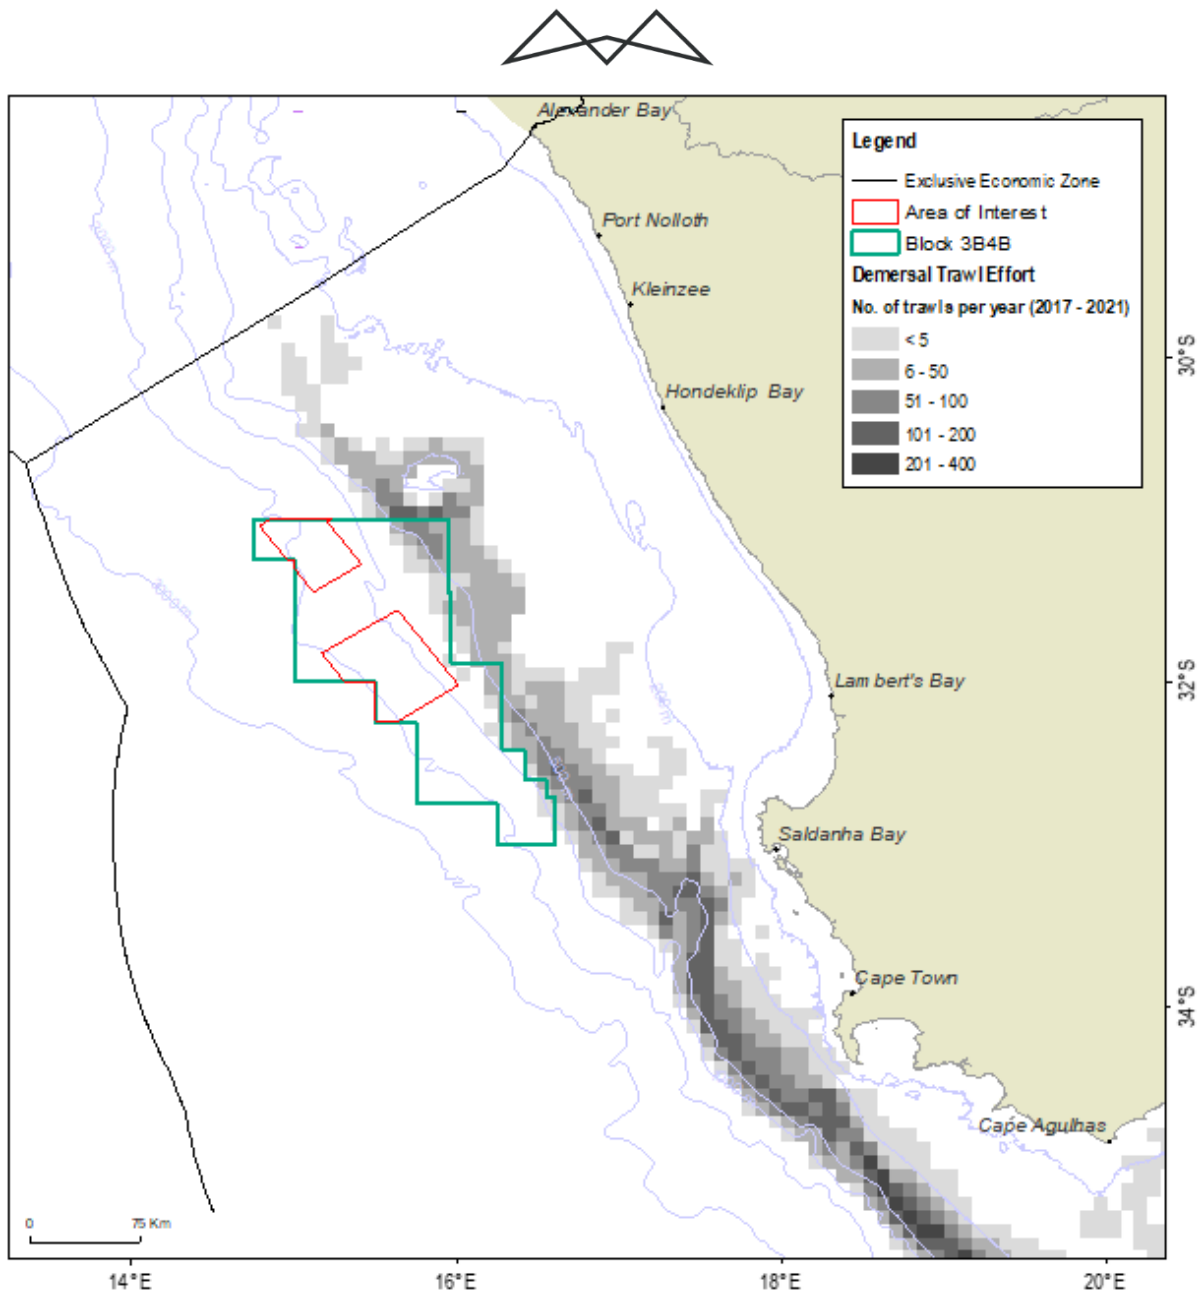 Alexander Bay
Port Nolloth
Kleinzee
Hondeklip Bay
Lambert's Bay
Saldanha Bay
Cape Town
Cape Agulhas
Legend
Exclusive Economic Zone
Area of Interest
Block 3B4B
Demersal Trawl Effort
No. of trawls per year (2017 - 2021)
< 5
6 - 50
51 - 100
101 - 200
201 - 400
200 m
0 75 Km
30°S
32°S
34°S
14°E 16°E 18°E 20°E